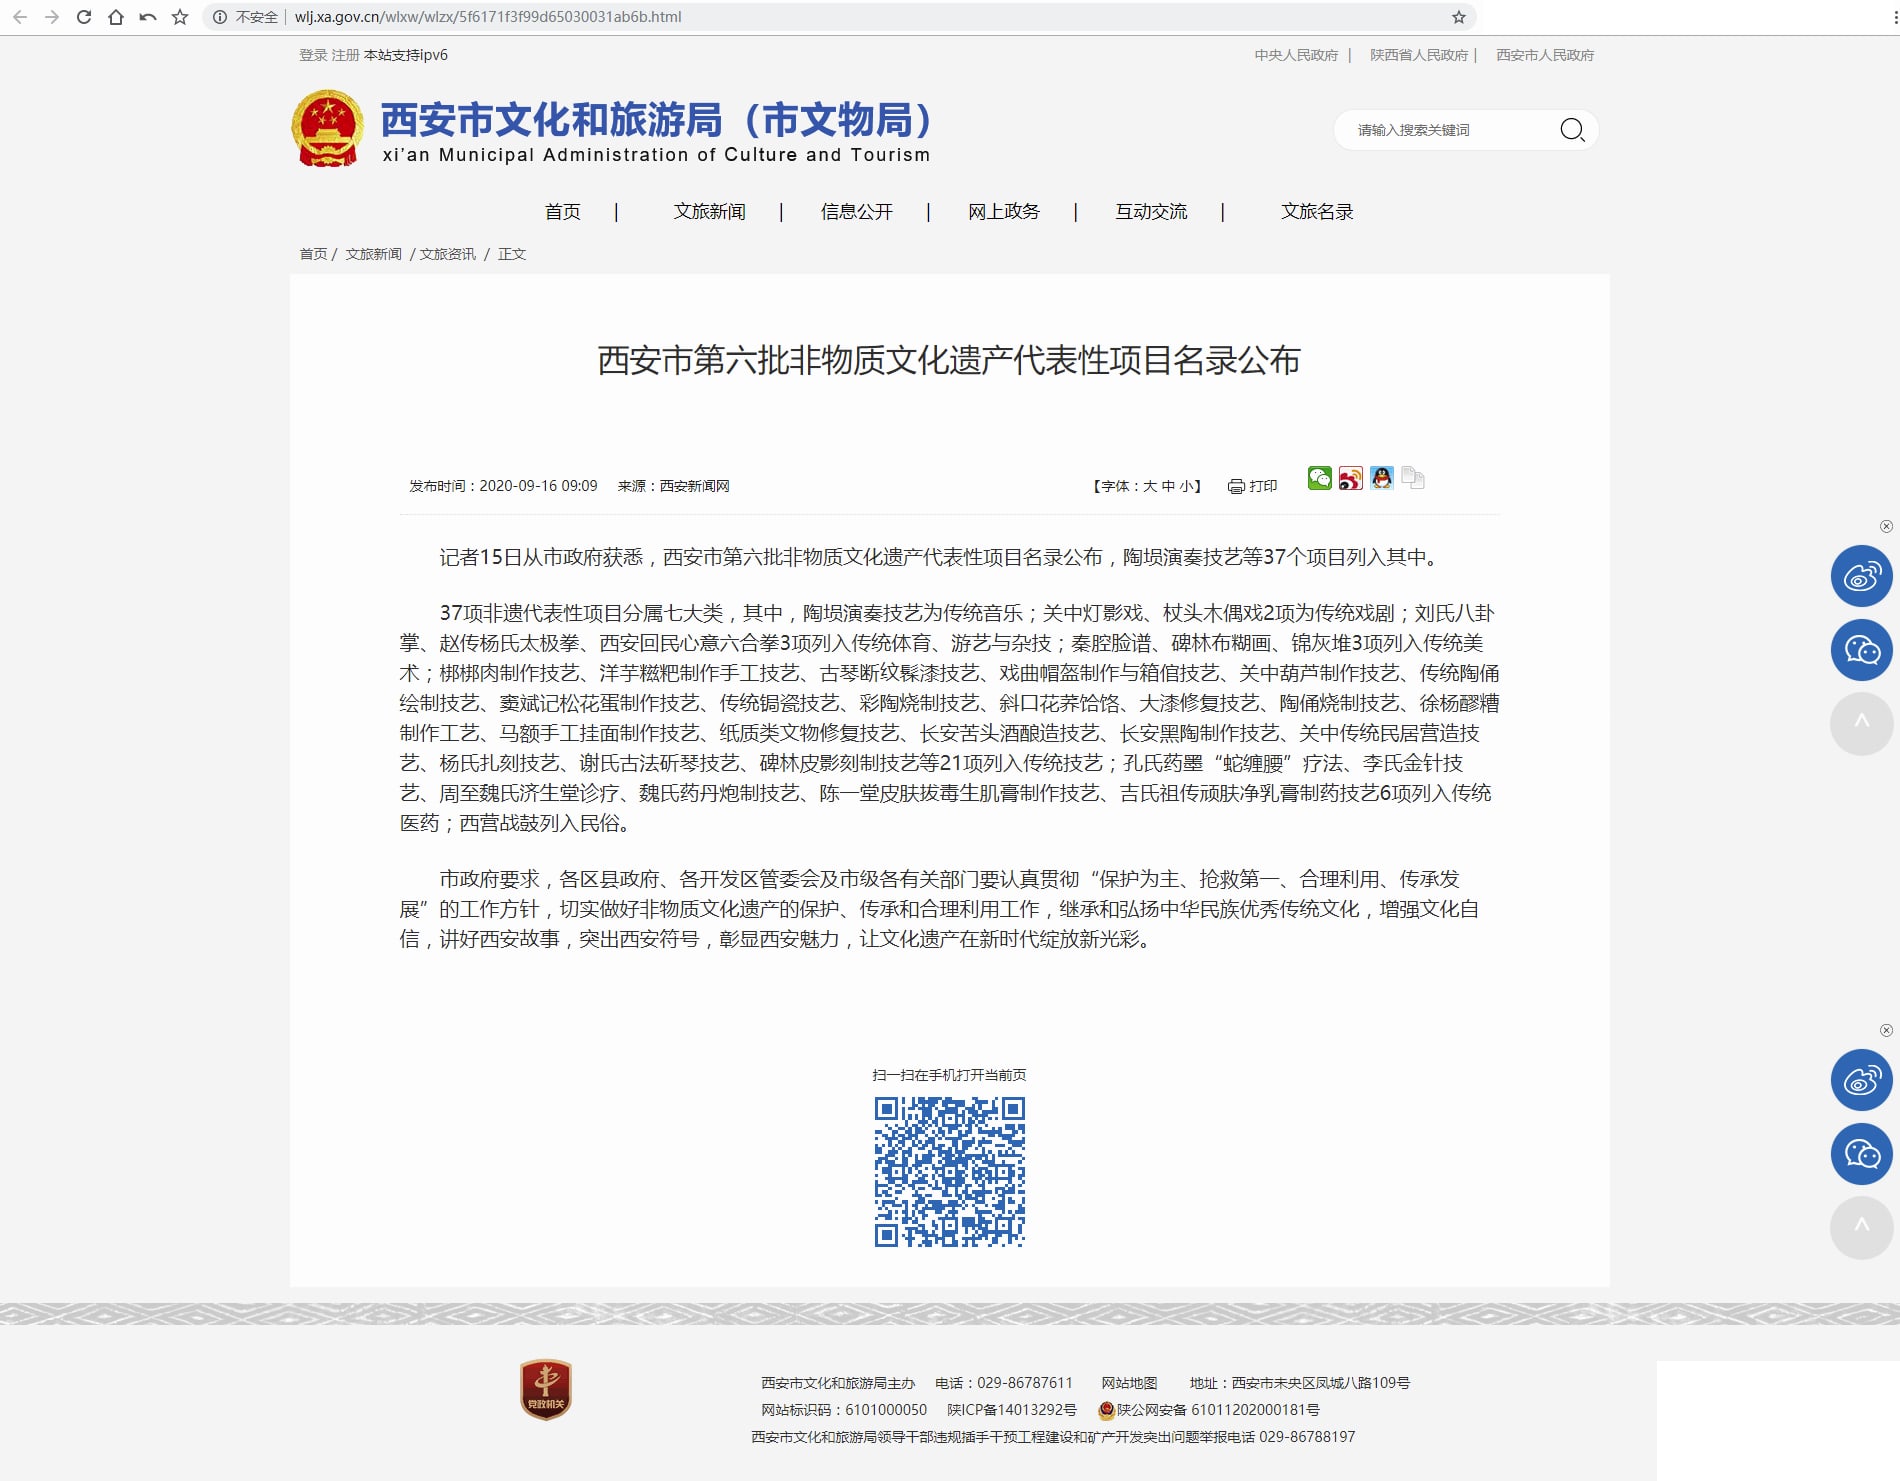 不安全 wlj.xa.gov.cn/wlxw/wlzx/5f6171f3f99d65030031ab6b.html
登录 注册 本站支持ipv6
中央人民政府 | 陕西省人民政府 | 西安市人民政府
西安市文化和旅游局（市文物局）
xi'an Municipal Administration of Culture and Tourism
请输入搜索关键词
首页 | 文旅新闻 | 信息公开 | 网上政务 | 互动交流 | 文旅名录
首页 / 文旅新闻 / 文旅资讯 / 正文
西安市第六批非物质文化遗产代表性项目名录公布
发布时间：2020-09-16 09:09 来源：西安新闻网 【字体：大 中 小】 打印
记者15日从市政府获悉，西安市第六批非物质文化遗产代表性项目名录公布，陶埙演奏技艺等37个项目列入其中。
37项非遗代表性项目分属七大类，其中，陶埙演奏技艺为传统音乐；关中灯影戏、杖头木偶戏2项为传统戏剧；刘氏八卦
掌、赵传杨氏太极拳、西安回民心意六合拳3项列入传统体育、游艺与杂技；秦腔脸谱、碑林布糊画、锦灰堆3项列入传统美
术；梆梆肉制作技艺、洋芋糍粑制作手工技艺、古琴断纹髹漆技艺、戏曲帽盔制作与箱倌技艺、关中葫芦制作技艺、传统陶俑
绘制技艺、窦斌记松花蛋制作技艺、传统锔瓷技艺、彩陶烧制技艺、斜口花荞饸饹、大漆修复技艺、陶俑烧制技艺、徐杨醪糟
制作工艺、马额手工挂面制作技艺、纸质类文物修复技艺、长安苦头酒酿造技艺、长安黑陶制作技艺、关中传统民居营造技
艺、杨氏扎刻技艺、谢氏古法斫琴技艺、碑林皮影刻制技艺等21项列入传统技艺；孔氏药墨“蛇缠腰”疗法、李氏金针技
艺、周至魏氏济生堂诊疗、魏氏药丹炮制技艺、陈一堂皮肤拔毒生肌膏制作技艺、吉氏祖传顽肤净乳膏制药技艺6项列入传统
医药；西营战鼓列入民俗。
市政府要求，各区县政府、各开发区管委会及市级各有关部门要认真贯彻“保护为主、抢救第一、合理利用、传承发
展”的工作方针，切实做好非物质文化遗产的保护、传承和合理利用工作，继承和弘扬中华民族优秀传统文化，增强文化自
信，讲好西安故事，突出西安符号，彰显西安魅力，让文化遗产在新时代绽放新光彩。
扫一扫在手机打开当前页
党政机关
西安市文化和旅游局主办 电话：029-86787611 网站地图 地址：西安市未央区凤城八路109号
网站标识码：6101000050 陕ICP备14013292号 陕公网安备 61011202000181号
西安市文化和旅游局领导干部违规插手干预工程建设和矿产开发突出问题举报电话 029-86788197